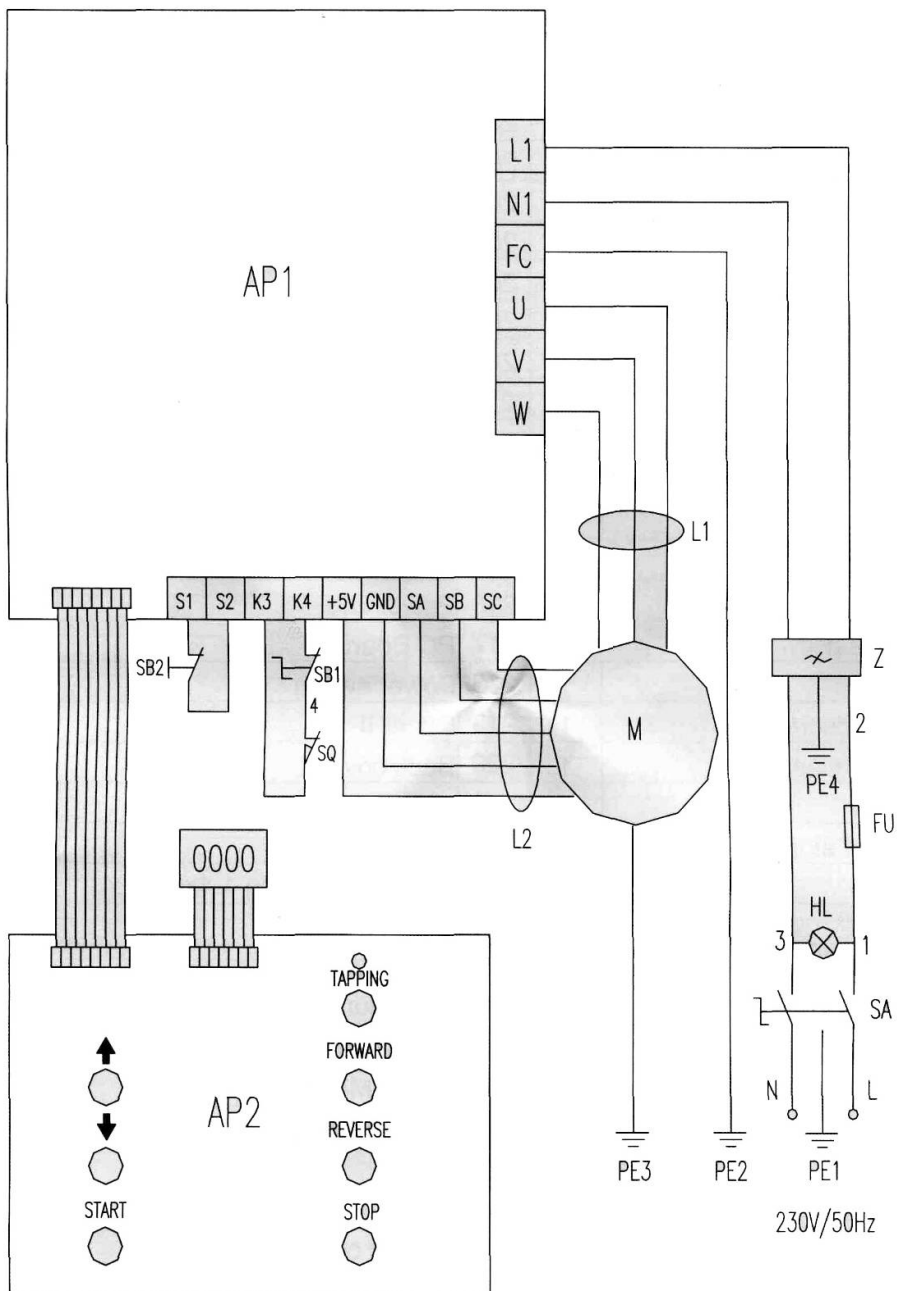 L1
N1
FC
AP1
U
V
W
L1
S1 S2 K3 K4 +5V GND SA SB SC
SB2
SB1
4
SQ
M
Z
2
PE4
L2
FU
0000
HL
3 1
TAPPING
SA
FORWARD
N L
AP2
REVERSE
PE3 PE2 PE1
START STOP
230V/50Hz